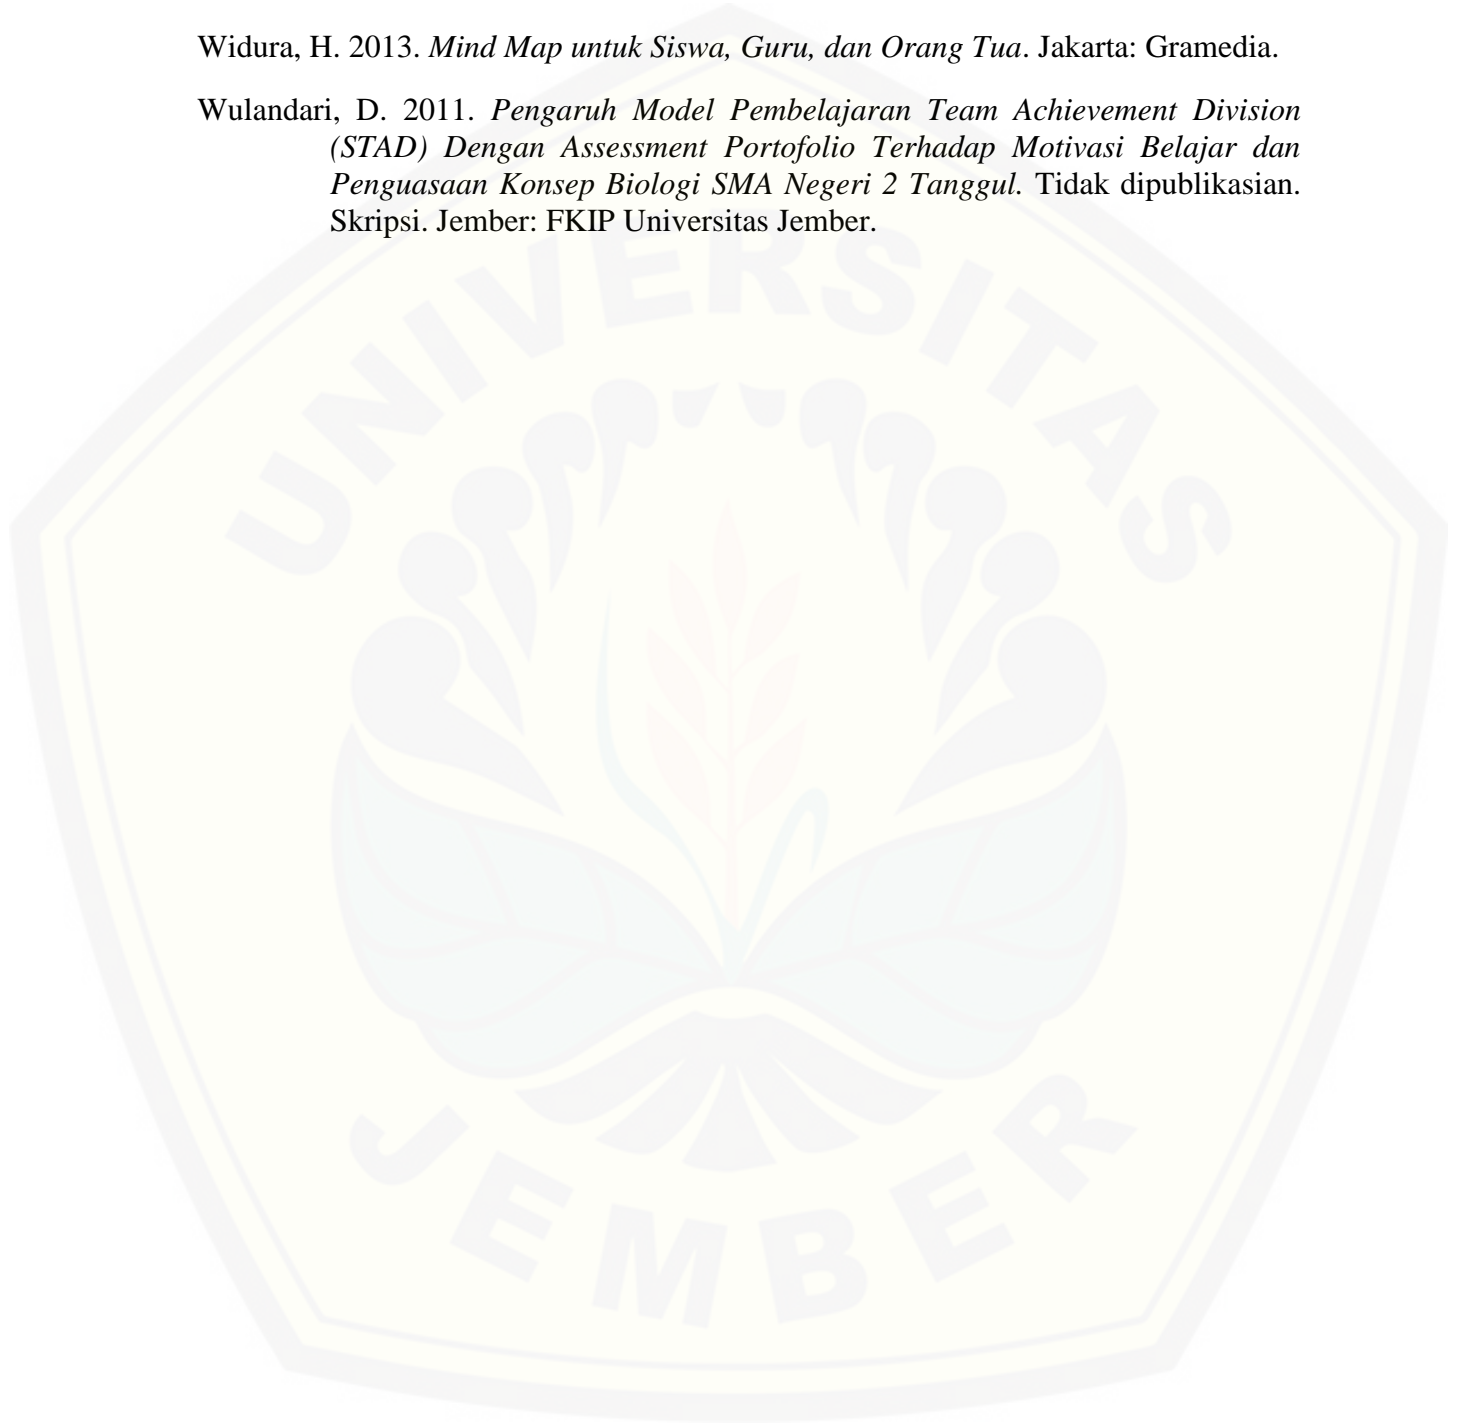 Widura, H. 2013. Mind Map untuk Siswa, Guru, dan Orang Tua. Jakarta: Gramedia.
Wulandari, D. 2011. Pengaruh Model Pembelajaran Team Achievement Division
(STAD) Dengan Assessment Portofolio Terhadap Motivasi Belajar dan
Penguasaan Konsep Biologi SMA Negeri 2 Tanggul. Tidak dipublikasian.
Skripsi. Jember: FKIP Universitas Jember.
UNIVERSITAS
JEMBER